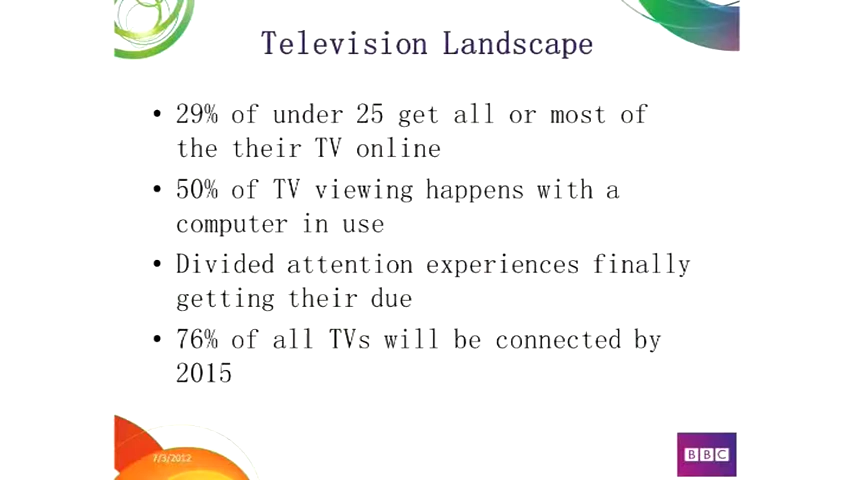 Television Landscape
• 29% of under 25 get all or most of
the their TV online
• 50% of TV viewing happens with a
computer in use
• Divided attention experiences finally
getting their due
• 76% of all TVs will be connected by
2015
7/3/2012
BBC